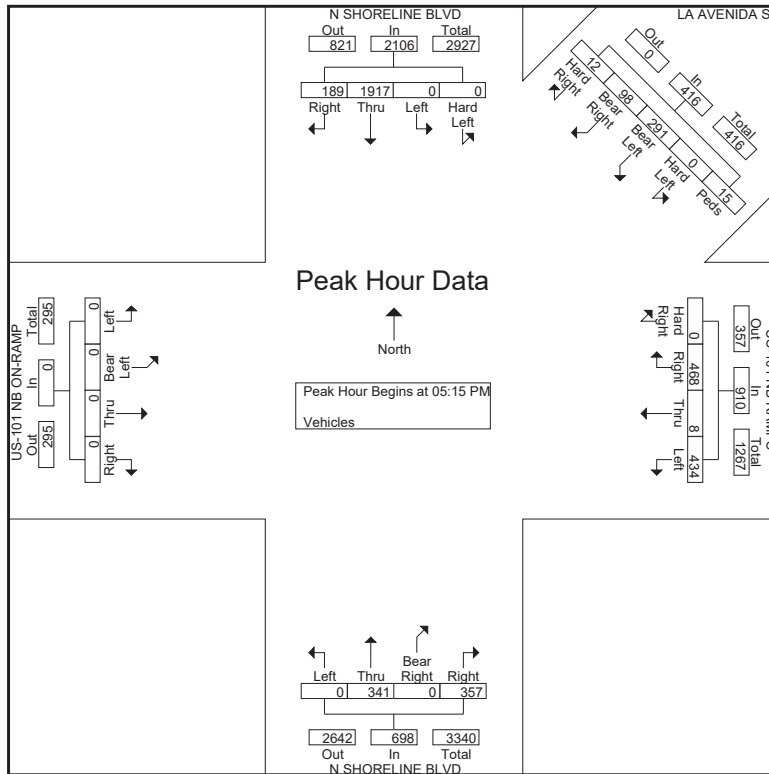 N SHORELINE BLVD
Out In Total
821 2106 2927
189 1917 0 0
Right Thru Left Hard
Left
LA AVENIDA S
Out
0
In
416
Total
416
12 98 291 0 15
Hard
Right
Bear
Right
Bear
Left
Hard
Left
Peds
Peak Hour Data
North
Peak Hour Begins at 05:15 PM
Vehicles
US-101 NB ON-RAMP
Out In Total
295 0 295
0 0 0 0
Left
Bear
Left
Thru
Right
Out In Total
357 910 1267
0 468 8 434
Hard
Right
Right
Thru
Left
Bear
Left Thru Right Right
0 341 0 357
2642 698 3340
Out In Total
N SHORELINE BLVD